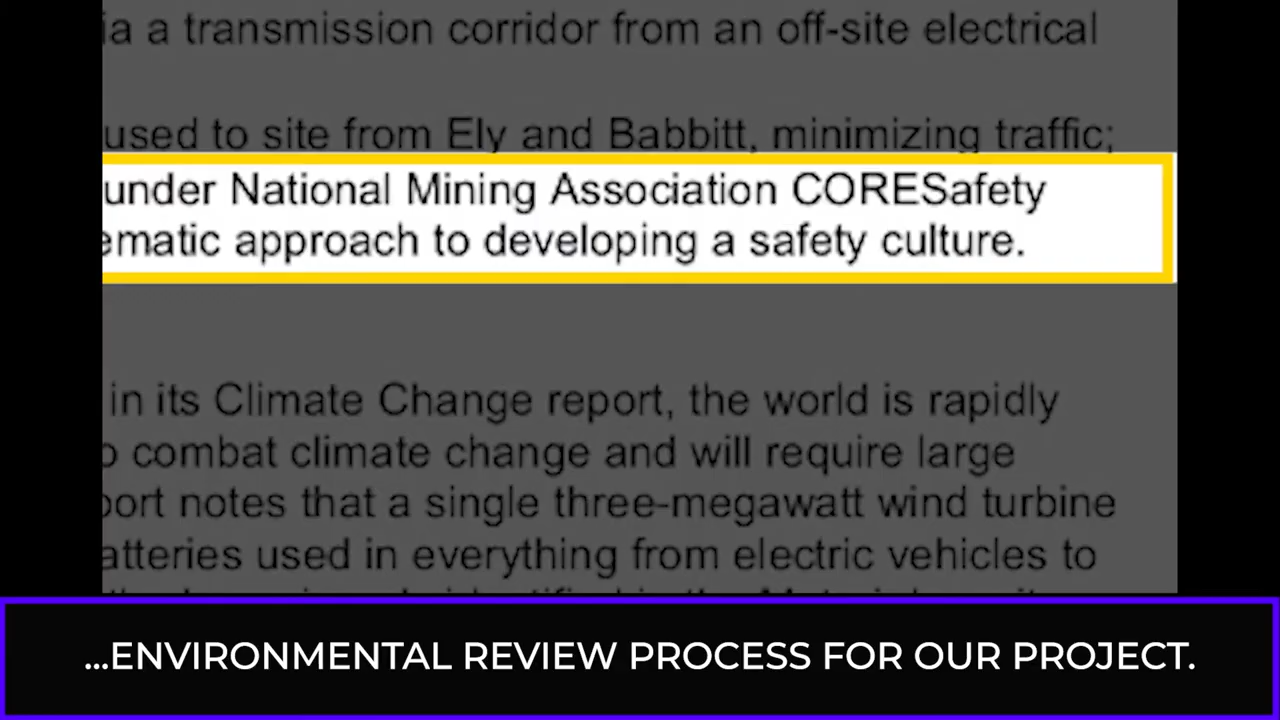 a transmission corridor from an off-site electrical
used to site from Ely and Babbitt, minimizing traffic;
under National Mining Association CORESafety
ematic approach to developing a safety culture.
in its Climate Change report, the world is rapidly
combat climate change and will require large
ort notes that a single three-megawatt wind turbine
atteries used in everything from electric vehicles to
...ENVIRONMENTAL REVIEW PROCESS FOR OUR PROJECT.